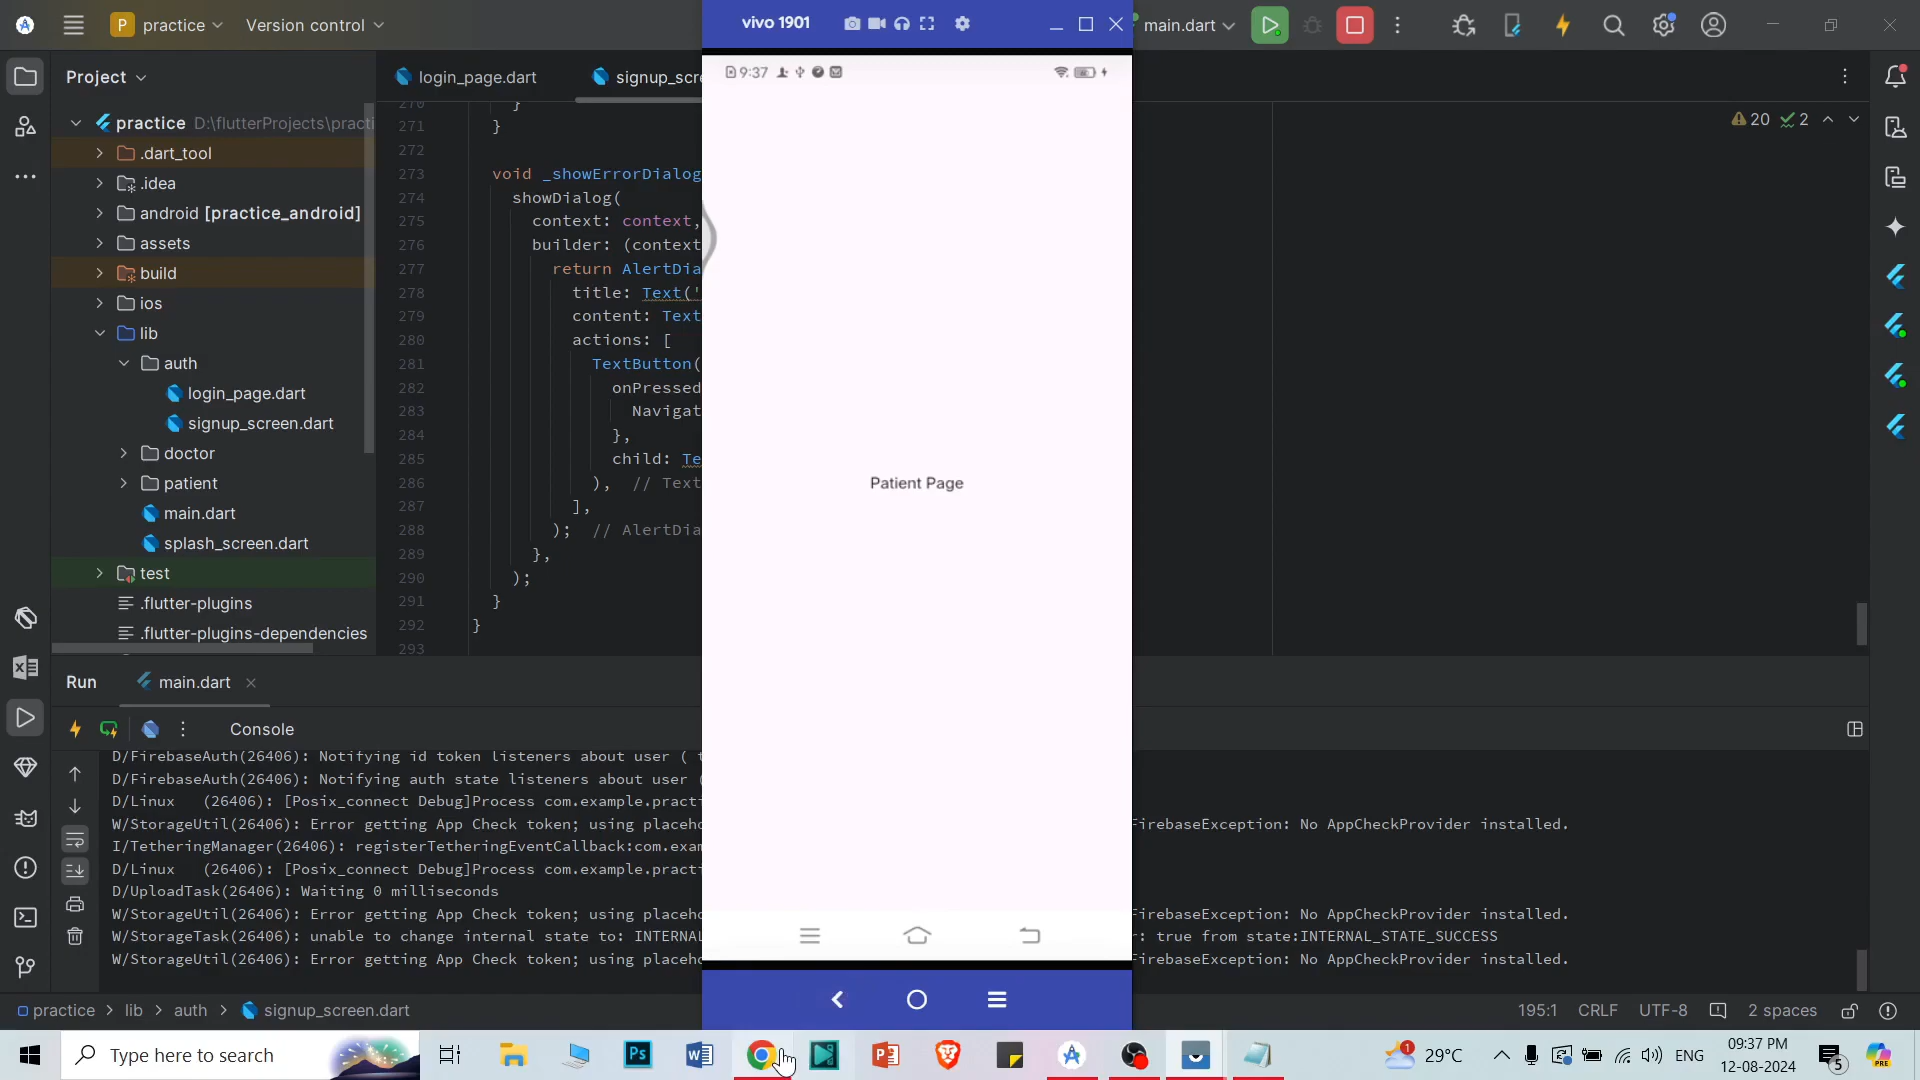 P practice
Version control
vivo 1901
main.dart
Project
login_page.dart
signup_scre
9:37
practice D:\flutterProjects\practi
.dart_tool
.idea
android [practice_android]
assets
build
ios
lib
auth
login_page.dart
signup_screen.dart
doctor
patient
main.dart
splash_screen.dart
test
.flutter-plugins
.flutter-plugins-dependencies
270 }
271 }
272
273 void _showErrorDialog
274 showDialog(
275 context: context,
276 builder: (context
277 return AlertDia
278 title: Text('
279 content: Text
280 actions: [
281 TextButton(
282 onPressed
283 Navigat
284 },
285 child: Te
286 ), // Text
287 ],
288 ); // AlertDia
289 },
290 );
291 }
292 }
293
20 2
Patient Page
Run
main.dart
Console
D/FirebaseAuth(26406): Notifying id token listeners about user ( t
D/FirebaseAuth(26406): Notifying auth state listeners about user (
D/Linux (26406): [Posix_connect Debug]Process com.example.practi
W/StorageUtil(26406): Error getting App Check token; using placeho FirebaseException: No AppCheckProvider installed.
I/TetheringManager(26406): registerTetheringEventCallback:com.exam
D/Linux (26406): [Posix_connect Debug]Process com.example.practi
D/UploadTask(26406): Waiting 0 milliseconds
W/StorageUtil(26406): Error getting App Check token; using placeho FirebaseException: No AppCheckProvider installed.
W/StorageTask(26406): unable to change internal state to: INTERNAL : true from state:INTERNAL_STATE_SUCCESS
W/StorageUtil(26406): Error getting App Check token; using placeho FirebaseException: No AppCheckProvider installed.
practice > lib > auth > signup_screen.dart
195:1 CRLF UTF-8 2 spaces
Type here to search
Ps
1
29°C
ENG
09:37 PM
12-08-2024
5
PRE